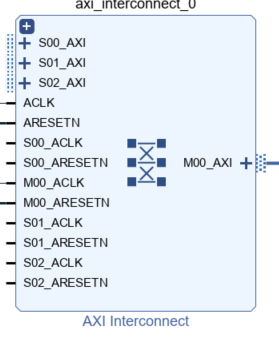 axi_interconnect_0
S00_AXI
S01_AXI
S02_AXI
ACLK
ARESETN
S00_ACLK
S00_ARESETN
M00_AXI
M00_ACLK
M00_ARESETN
S01_ACLK
S01_ARESETN
S02_ACLK
S02_ARESETN
AXI Interconnect